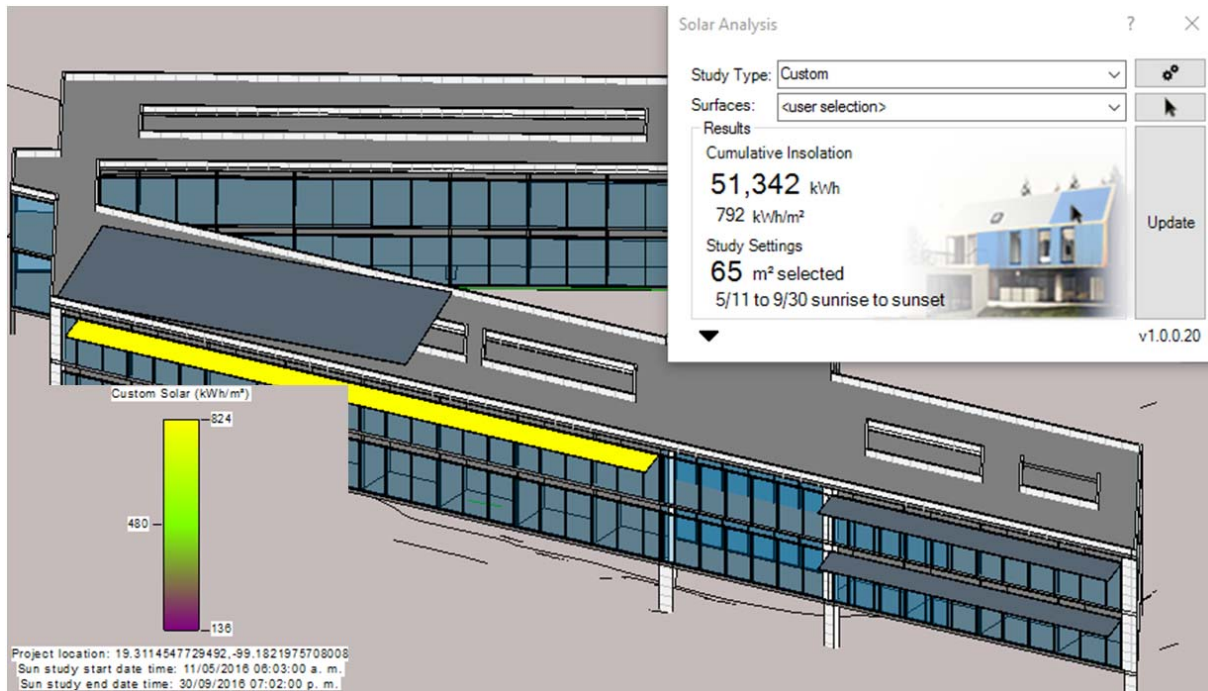 Solar Analysis ? ×
Study Type: Custom
Surfaces: <user selection>
Results
Cumulative Insolation
51,342 kWh
792 kWh/m²
Study Settings
65 m² selected
5/11 to 9/30 sunrise to sunset
Update
v1.0.0.20
Custom Solar (kWh/m²)
824
480
136
Project location: 19.3114547729492,-99.1821975708008
Sun study start date time: 11/05/2016 06:03:00 a. m.
Sun study end date time: 30/09/2016 07:02:00 p. m.